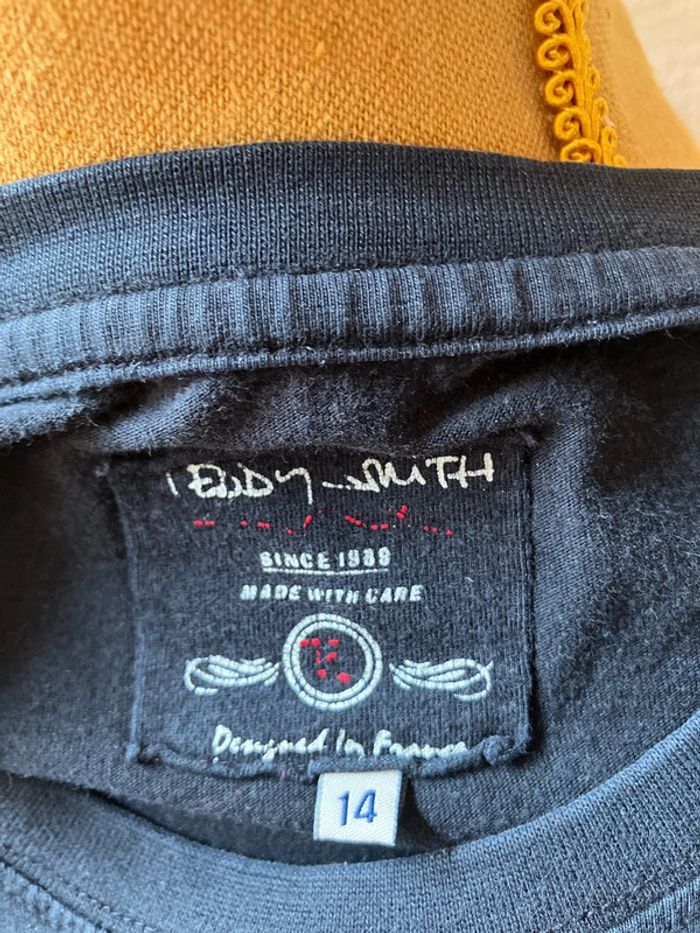 TEDDY SMITH
SINCE 1989
MADE WITH CARE
Designed in France
14